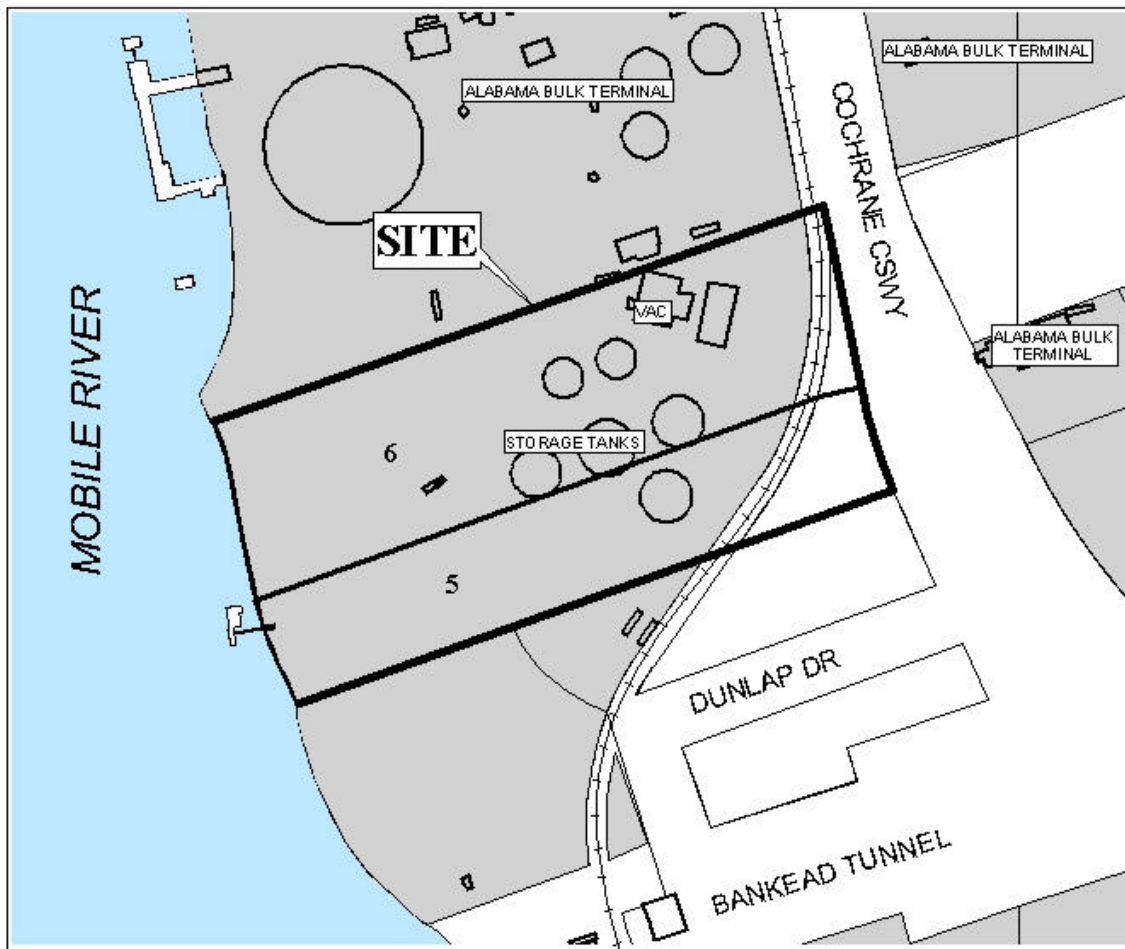 ALABAMA BULK TERMINAL
ALABAMA BULK TERMINAL
COCHRANE CSWY
SITE
MOBILE RIVER
VAC
ALABAMA BULK
TERMINAL
6
STORAGE TANKS
5
DUNLAP DR
BANKEAD TUNNEL